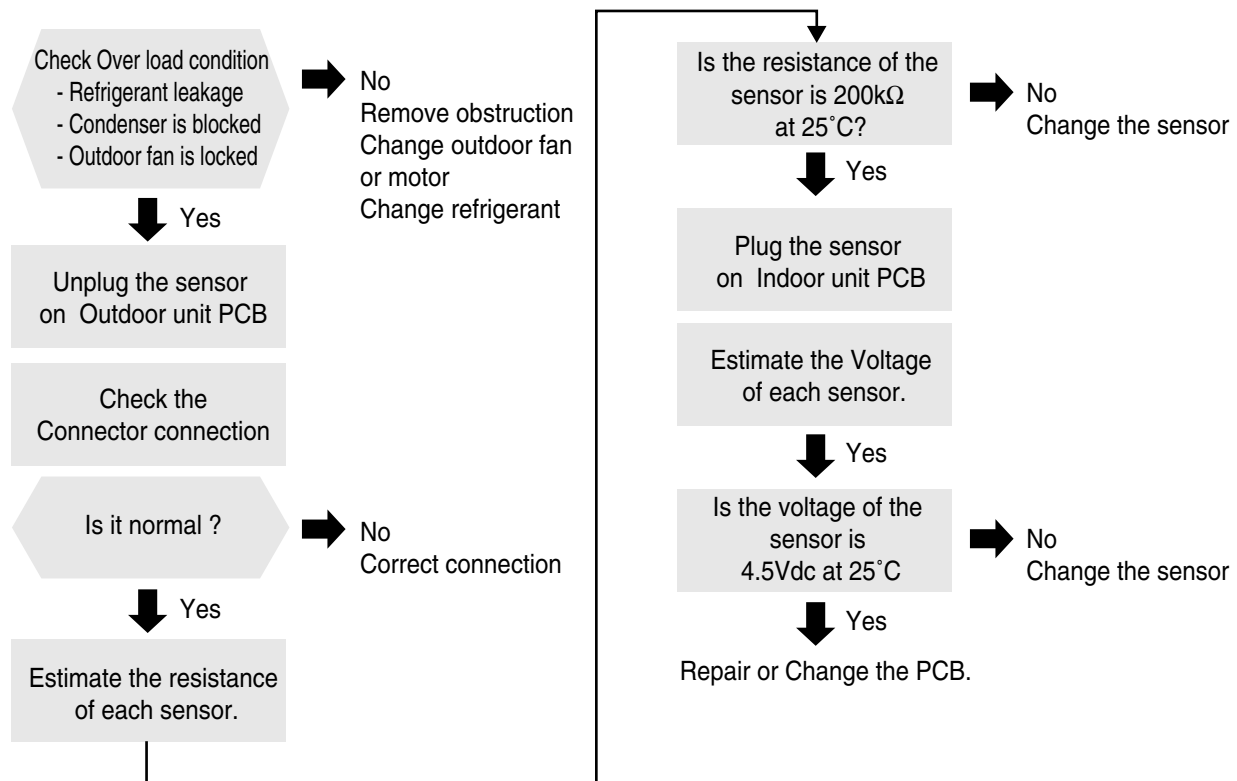 Check Over load condition
- Refrigerant leakage
- Condenser is blocked
- Outdoor fan is locked
No
Remove obstruction
Change outdoor fan
or motor
Change refrigerant
Yes
Unplug the sensor
on Outdoor unit PCB
Check the
Connector connection
Is it normal ?
No
Correct connection
Yes
Estimate the resistance
of each sensor.
Is the resistance of the
sensor is 200kΩ
at 25˚C?
No
Change the sensor
Yes
Plug the sensor
on Indoor unit PCB
Estimate the Voltage
of each sensor.
Yes
Is the voltage of the
sensor is
4.5Vdc at 25˚C
No
Change the sensor
Yes
Repair or Change the PCB.